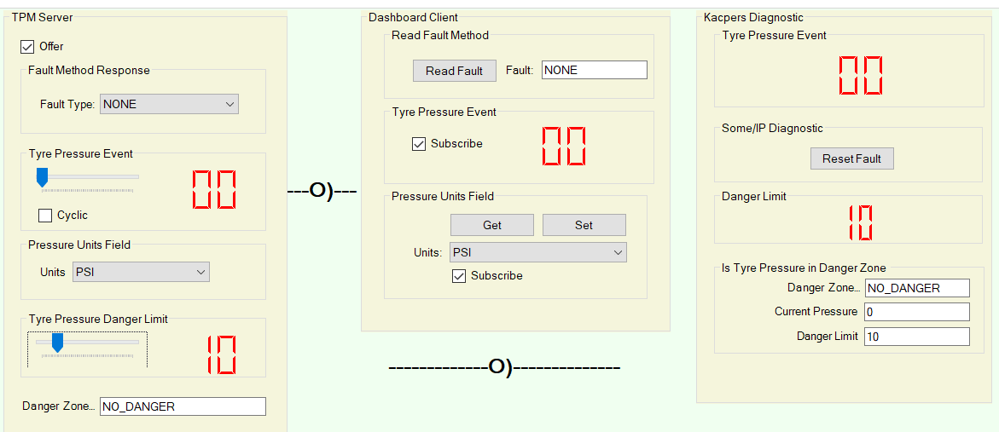 TPM Server
Offer
Fault Method Response
Fault Type: NONE
Tyre Pressure Event
00
Cyclic
Pressure Units Field
Units PSI
Tyre Pressure Danger Limit
10
Danger Zone... NO_DANGER
---O)---
Dashboard Client
Read Fault Method
Read Fault Fault: NONE
Tyre Pressure Event
Subscribe 00
Pressure Units Field
Get Set
Units: PSI
Subscribe
-------------O)--------------
Kacpers Diagnostic
Tyre Pressure Event
00
Some/IP Diagnostic
Reset Fault
Danger Limit
10
Is Tyre Pressure in Danger Zone
Danger Zone... NO_DANGER
Current Pressure 0
Danger Limit 10